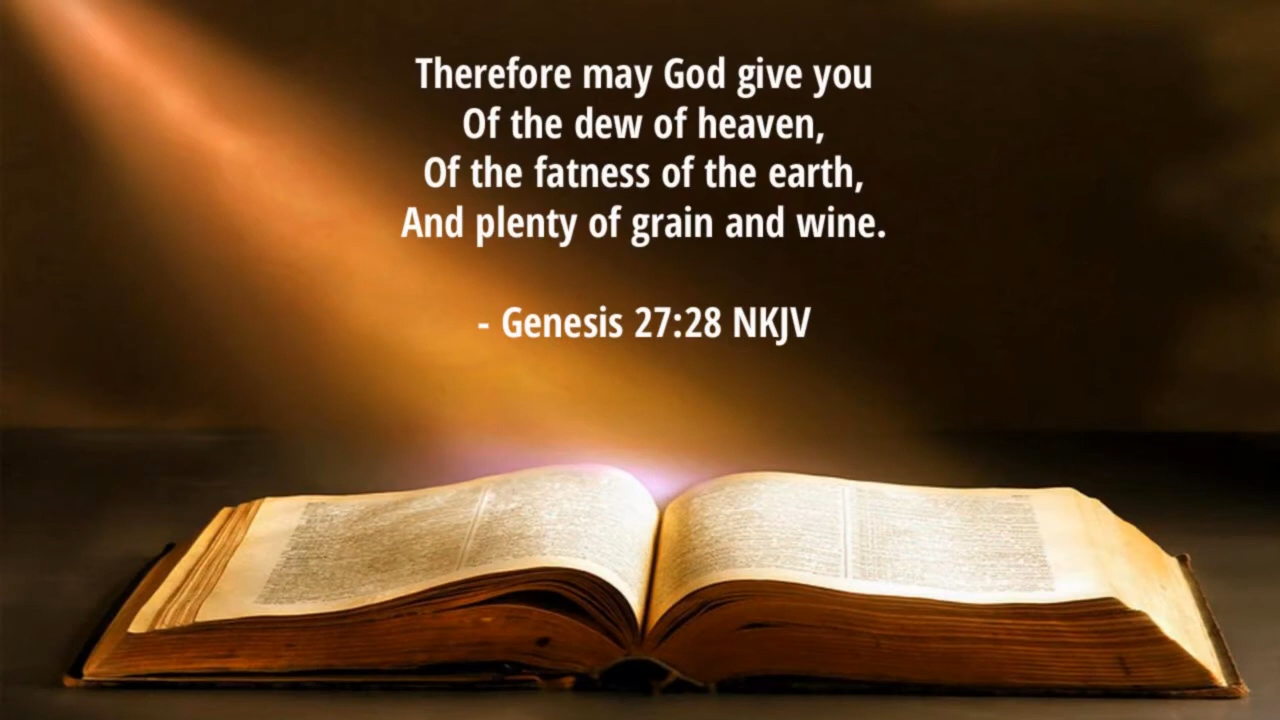 Therefore may God give you
Of the dew of heaven,
Of the fatness of the earth,
And plenty of grain and wine.
- Genesis 27:28 NKJV